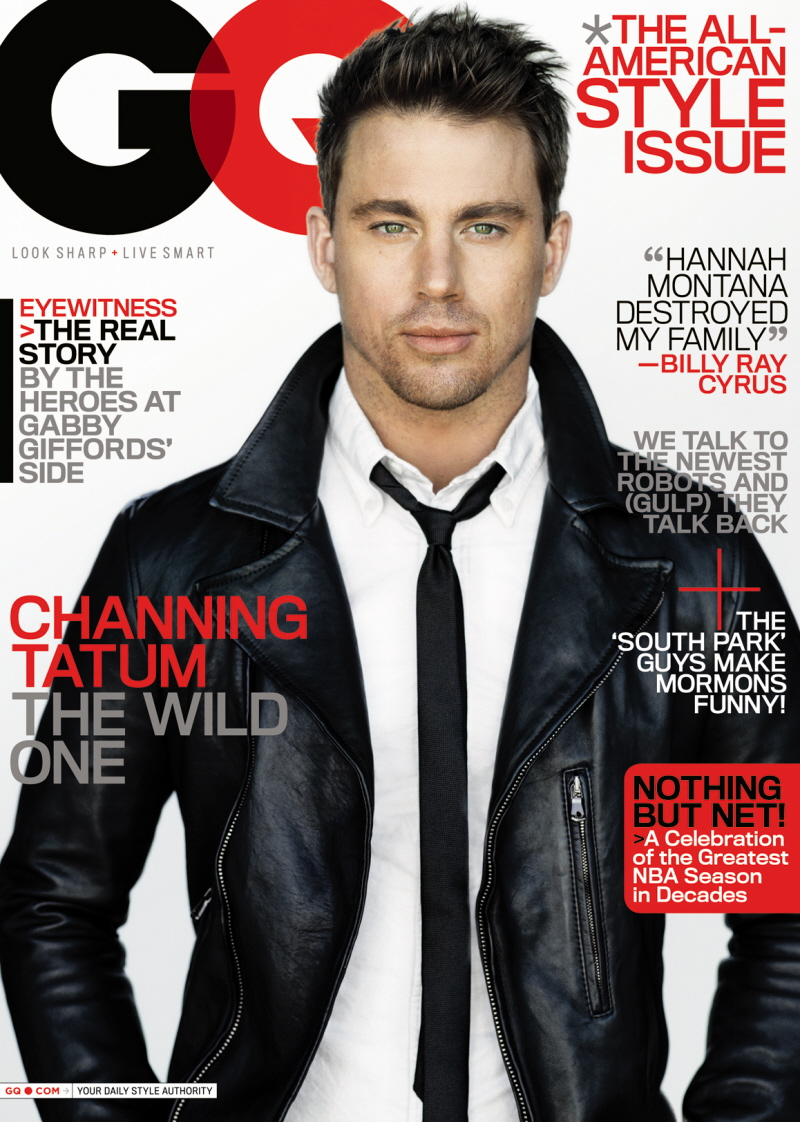 GQ
LOOK SHARP + LIVE SMART
*THE ALL-
AMERICAN
STYLE
ISSUE
EYEWITNESS
>THE REAL
STORY
BY THE
HEROES AT
GABBY
GIFFORDS’
SIDE
“HANNAH
MONTANA
DESTROYED
MY FAMILY”
—BILLY RAY
CYRUS
WE TALK TO
THE NEWEST
ROBOTS AND
(GULP) THEY
TALK BACK
+
THE
‘SOUTH PARK’
GUYS MAKE
MORMONS
FUNNY!
CHANNING
TATUM
THE WILD
ONE
NOTHING
BUT NET!
>A Celebration
of the Greatest
NBA Season
in Decades
GQ●COM→ YOUR DAILY STYLE AUTHORITY